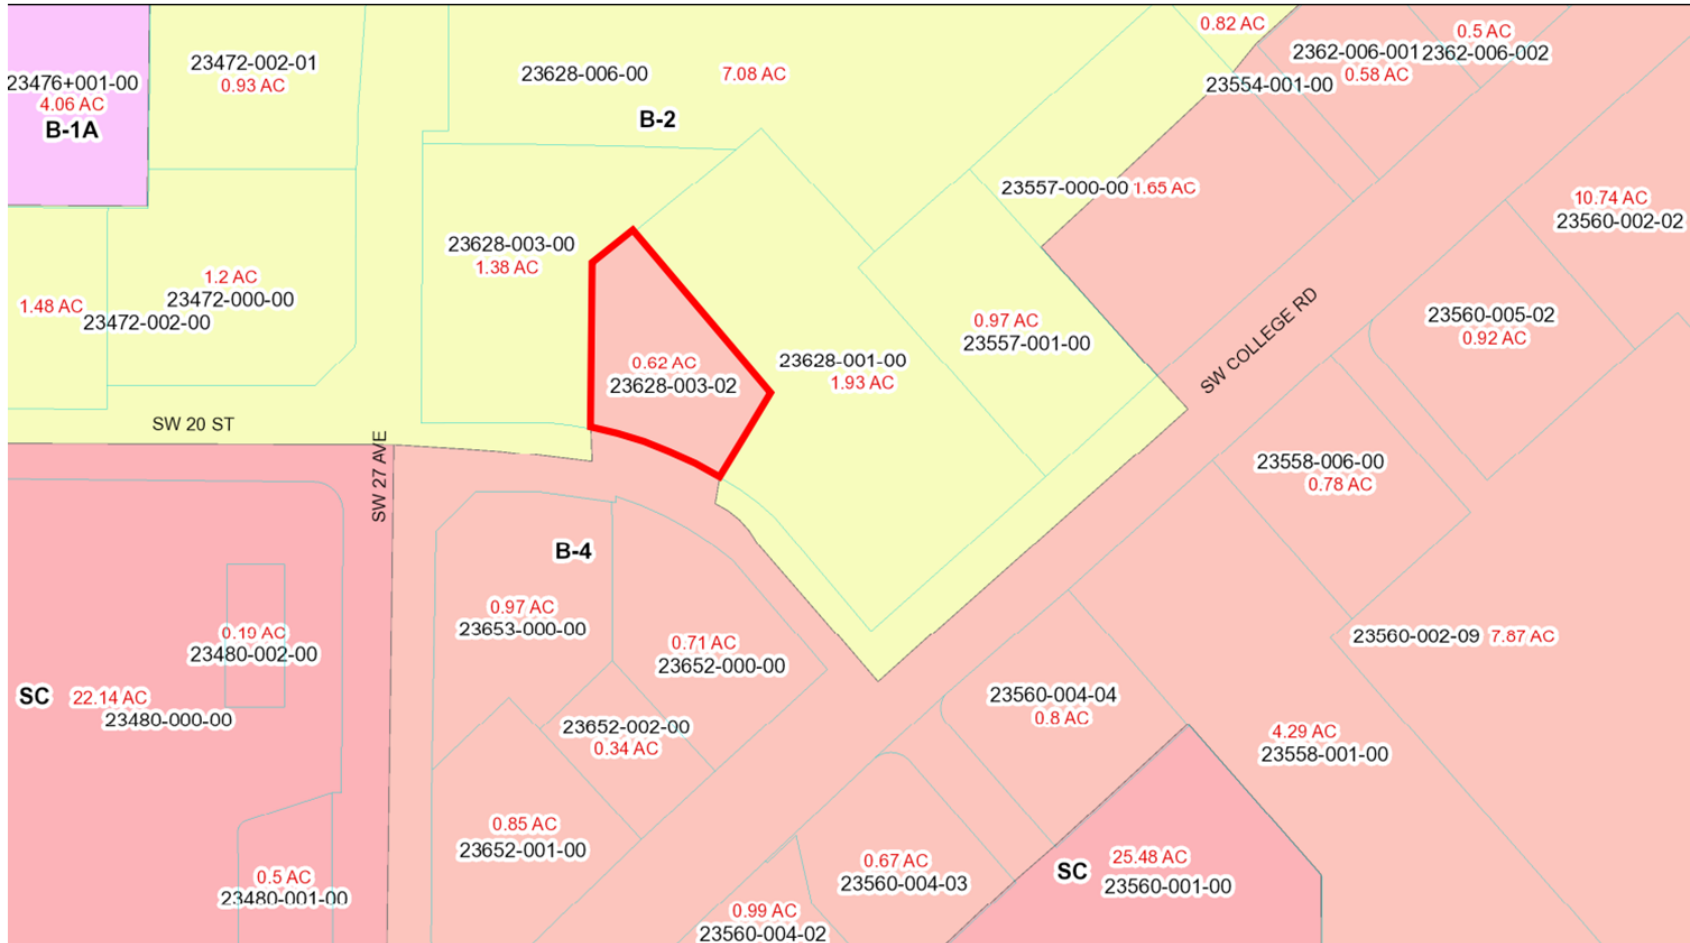 0.82 AC
0.5 AC
2362-006-001
2362-006-002
0.58 AC
23554-001-00
23472-002-01
0.93 AC
23628-006-00
7.08 AC
23476+001-00
4.06 AC
B-1A
B-2
23557-000-00
1.65 AC
10.74 AC
23560-002-02
23628-003-00
1.38 AC
1.2 AC
23472-000-00
1.48 AC
23472-002-00
0.97 AC
23557-001-00
SW COLLEGE RD
23560-005-02
0.92 AC
0.62 AC
23628-003-02
23628-001-00
1.93 AC
SW 20 ST
SW 27 AVE
23558-006-00
0.78 AC
B-4
0.97 AC
23653-000-00
0.71 AC
23652-000-00
0.19 AC
23480-002-00
23560-002-09
7.87 AC
SC
22.14 AC
23480-000-00
23652-002-00
0.34 AC
23560-004-04
0.8 AC
4.29 AC
23558-001-00
0.85 AC
23652-001-00
0.67 AC
23560-004-03
SC
25.48 AC
23560-001-00
0.5 AC
23480-001-00
0.99 AC
23560-004-02